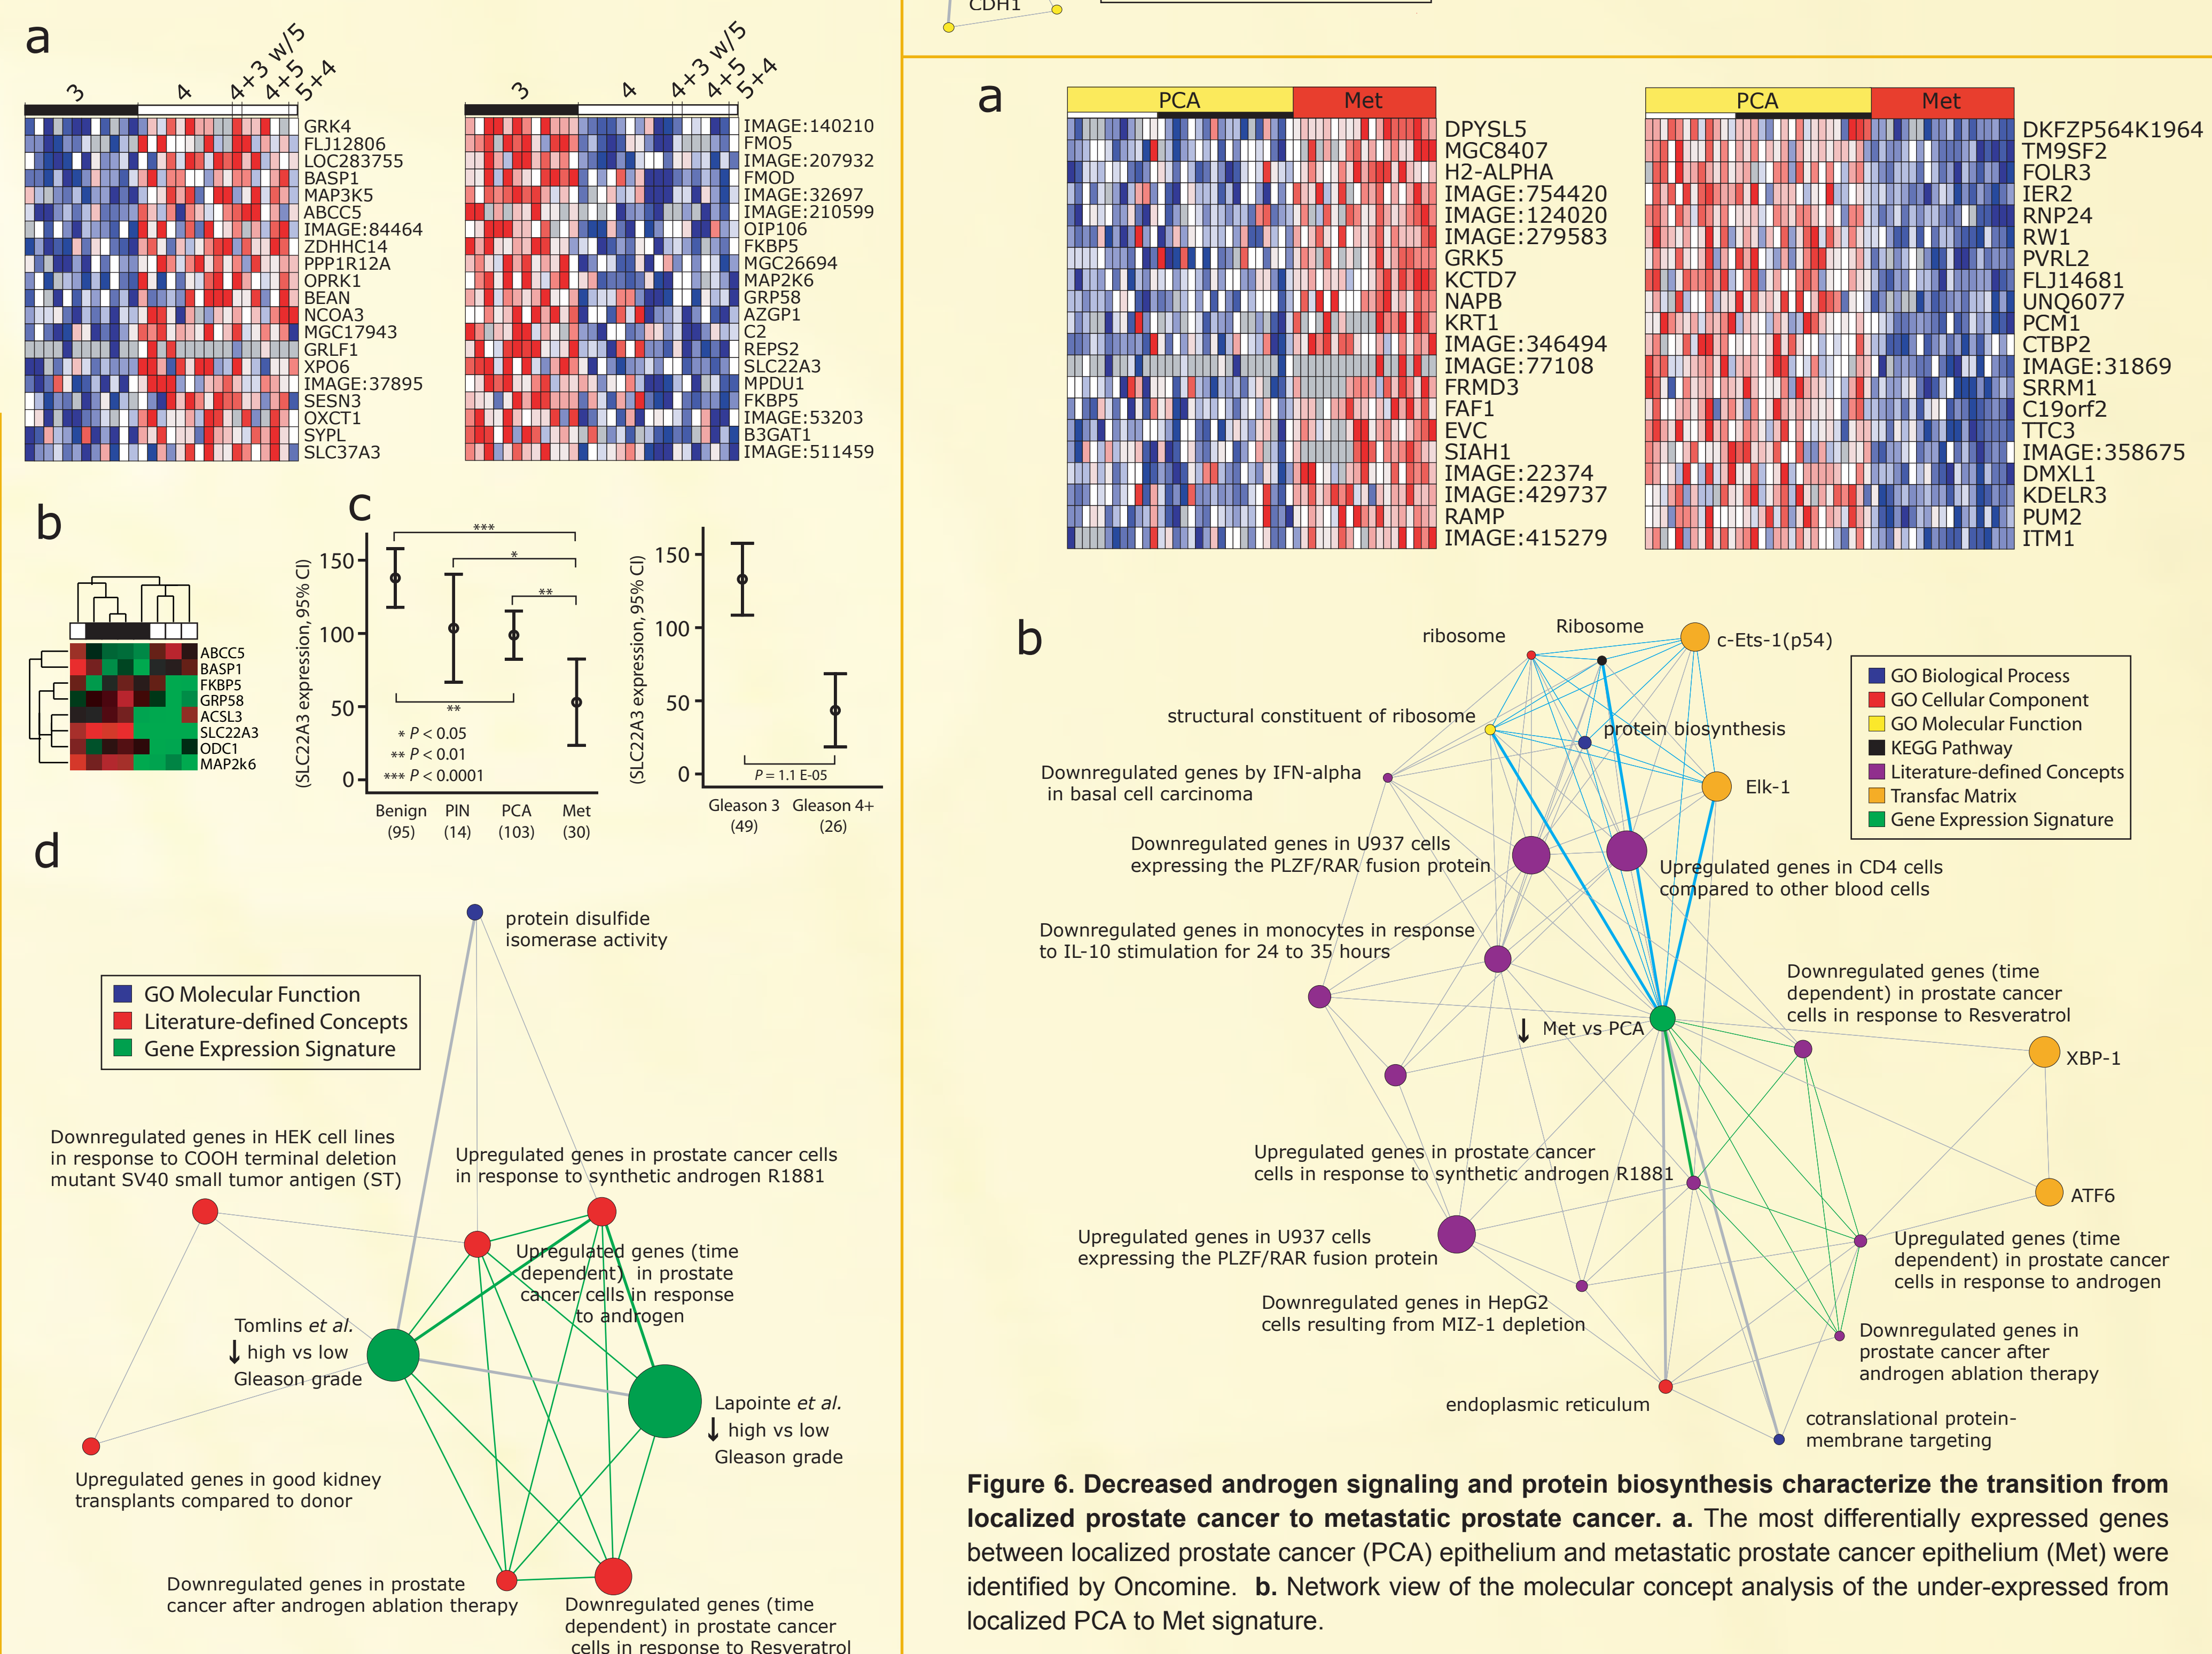 a
3
4
4+3 w/5
4+5
5+4
GRK4
FLJ12806
LOC283755
BASP1
MAP3K5
ABCC5
IMAGE:84464
ZDHHC14
PPP1R12A
OPRK1
BEAN
NCOA3
MGC17943
GRLF1
XPO6
IMAGE:37895
SESN3
OXCT1
SYPL
SLC37A3
3
4
4+3 w/5
4+5
5+4
IMAGE:140210
FMO5
IMAGE:207932
FMOD
IMAGE:32697
IMAGE:210599
OIP106
FKBP5
MGC26694
MAP2K6
GRP58
AZGP1
C2
REPS2
SLC22A3
MPDU1
FKBP5
IMAGE:53203
B3GAT1
IMAGE:511459
b
ABCC5
BASP1
FKBP5
GRP58
ACSL3
SLC22A3
ODC1
MAP2k6
c
(SLC22A3 expression, 95% CI)
150
100
50
0
***
*
**
**
* P < 0.05
** P < 0.01
*** P < 0.0001
Benign PIN PCA Met
(95) (14) (103) (30)
(SLC22A3 expression, 95% CI)
150
100
50
0
P = 1.1 E-05
Gleason 3 Gleason 4+
(49) (26)
d
protein disulfide
isomerase activity
GO Molecular Function
Literature-defined Concepts
Gene Expression Signature
Downregulated genes in HEK cell lines
in response to COOH terminal deletion
mutant SV40 small tumor antigen (ST)
Upregulated genes in prostate cancer cells
in response to synthetic androgen R1881
Upregulated genes (time
dependent) in prostate
cancer cells in response
to androgen
Tomlins et al.
↓ high vs low
Gleason grade
Lapointe et al.
↓ high vs low
Gleason grade
Upregulated genes in good kidney
transplants compared to donor
Downregulated genes in prostate
cancer after androgen ablation therapy
Downregulated genes (time
dependent) in prostate cancer
cells in response to Resveratrol
CDH1
a
PCA Met
DPYSL5
MGC8407
H2-ALPHA
IMAGE:754420
IMAGE:124020
IMAGE:279583
GRK5
KCTD7
NAPB
KRT1
IMAGE:346494
IMAGE:77108
FRMD3
FAF1
EVC
SIAH1
IMAGE:22374
IMAGE:429737
RAMP
IMAGE:415279
PCA Met
DKFZP564K1964
TM9SF2
FOLR3
IER2
RNP24
RW1
PVRL2
FLJ14681
UNQ6077
PCM1
CTBP2
IMAGE:31869
SRRM1
C19orf2
TTC3
IMAGE:358675
DMXL1
KDELR3
PUM2
ITM1
b
ribosome
Ribosome
c-Ets-1(p54)
structural constituent of ribosome
protein biosynthesis
GO Biological Process
GO Cellular Component
GO Molecular Function
KEGG Pathway
Literature-defined Concepts
Transfac Matrix
Gene Expression Signature
Downregulated genes by IFN-alpha
in basal cell carcinoma
Elk-1
Downregulated genes in U937 cells
expressing the PLZF/RAR fusion protein
Upregulated genes in CD4 cells
compared to other blood cells
Downregulated genes in monocytes in response
to IL-10 stimulation for 24 to 35 hours
Downregulated genes (time
dependent) in prostate cancer
cells in response to Resveratrol
↓ Met vs PCA
XBP-1
Upregulated genes in prostate cancer
cells in response to synthetic androgen R1881
ATF6
Upregulated genes in U937 cells
expressing the PLZF/RAR fusion protein
Upregulated genes (time
dependent) in prostate cancer
cells in response to androgen
Downregulated genes in HepG2
cells resulting from MIZ-1 depletion
Downregulated genes in
prostate cancer after
androgen ablation therapy
endoplasmic reticulum
cotranslational protein-
membrane targeting
Figure 6. Decreased androgen signaling and protein biosynthesis characterize the transition from
localized prostate cancer to metastatic prostate cancer. a. The most differentially expressed genes
between localized prostate cancer (PCA) epithelium and metastatic prostate cancer epithelium (Met) were
identified by Oncomine. b. Network view of the molecular concept analysis of the under-expressed from
localized PCA to Met signature.